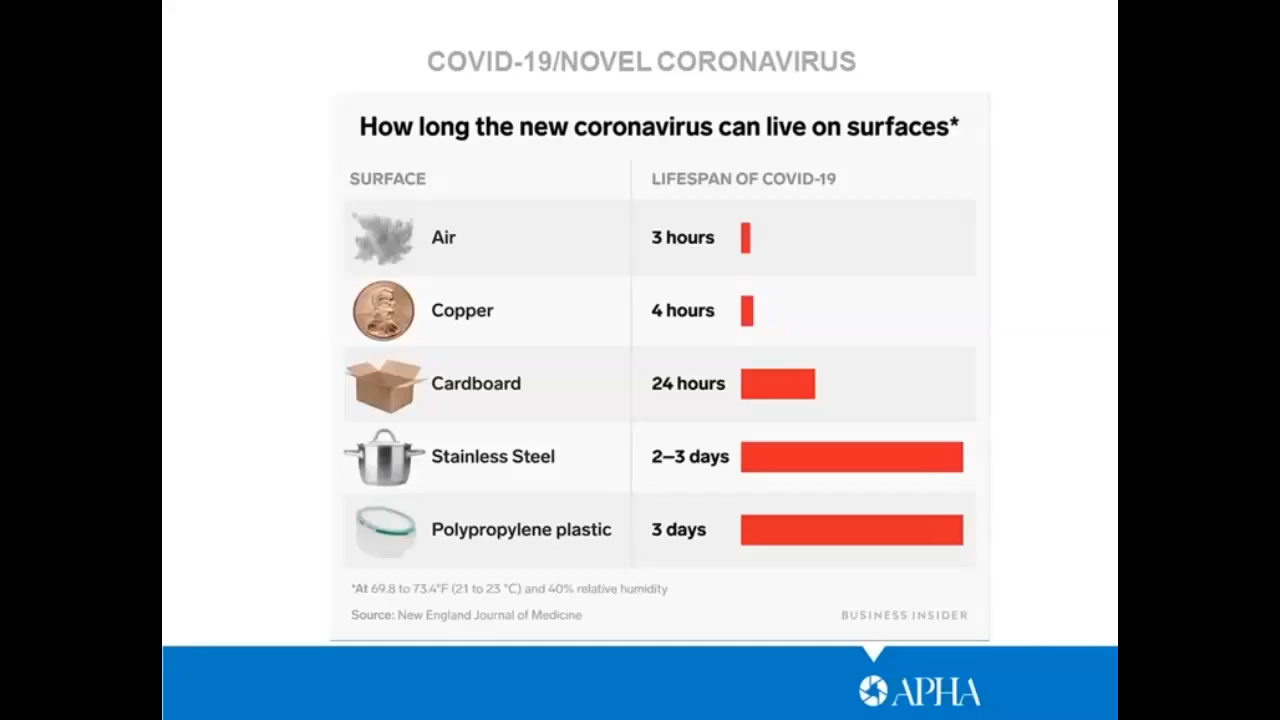 COVID-19/NOVEL CORONAVIRUS
How long the new coronavirus can live on surfaces*
SURFACE LIFESPAN OF COVID-19
Air 3 hours
Copper 4 hours
Cardboard 24 hours
Stainless Steel 2–3 days
Polypropylene plastic 3 days
*At 69.8 to 73.4°F (21 to 23 °C) and 40% relative humidity
Source: New England Journal of Medicine BUSINESS INSIDER
APHA